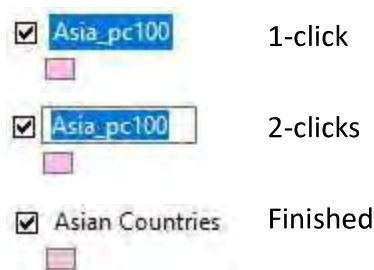 Asia_pc100 1-click
Asia_pc100 2-clicks
Asian Countries Finished